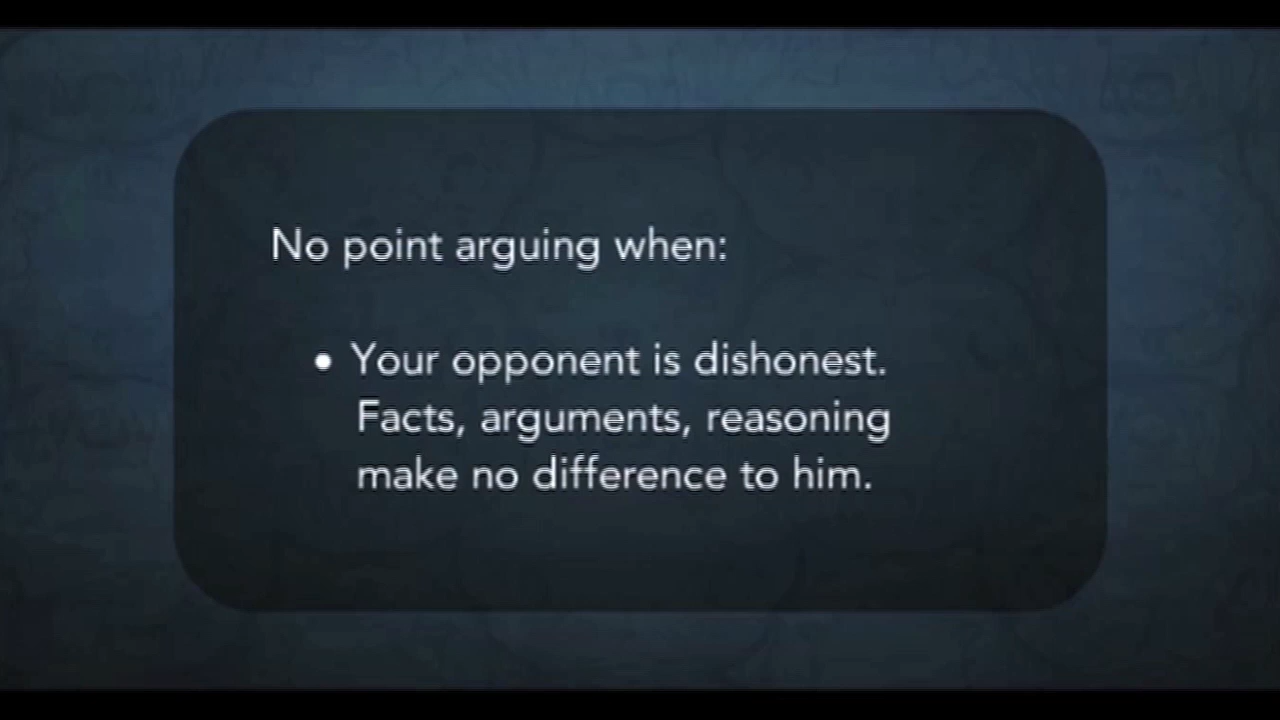 No point arguing when:
• Your opponent is dishonest.
Facts, arguments, reasoning
make no difference to him.